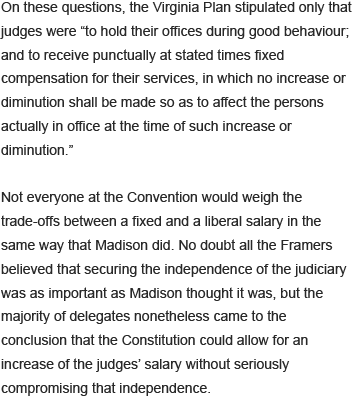 On these questions, the Virginia Plan stipulated only that
judges were “to hold their offices during good behaviour;
and to receive punctually at stated times fixed
compensation for their services, in which no increase or
diminution shall be made so as to affect the persons
actually in office at the time of such increase or
diminution.”
Not everyone at the Convention would weigh the
trade-offs between a fixed and a liberal salary in the
same way that Madison did. No doubt all the Framers
believed that securing the independence of the judiciary
was as important as Madison thought it was, but the
majority of delegates nonetheless came to the
conclusion that the Constitution could allow for an
increase of the judges’ salary without seriously
compromising that independence.